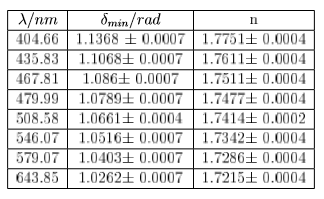 λ/nm δmin/rad n
404.66 1.1368 ± 0.0007 1.7751± 0.0004
435.83 1.1068± 0.0007 1.7611± 0.0004
467.81 1.086± 0.0007 1.7511± 0.0004
479.99 1.0789± 0.0007 1.7477± 0.0004
508.58 1.0661± 0.0004 1.7414± 0.0002
546.07 1.0516± 0.0007 1.7342± 0.0004
579.07 1.0403± 0.0007 1.7286± 0.0004
643.85 1.0262± 0.0007 1.7215± 0.0004